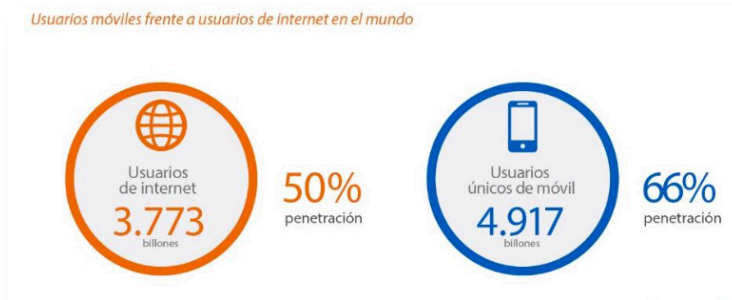 Usuarios móviles frente a usuarios de internet en el mundo
Usuarios
de internet
3.773
billones
50%
penetración
Usuarios
únicos de móvil
4.917
billones
66%
penetración